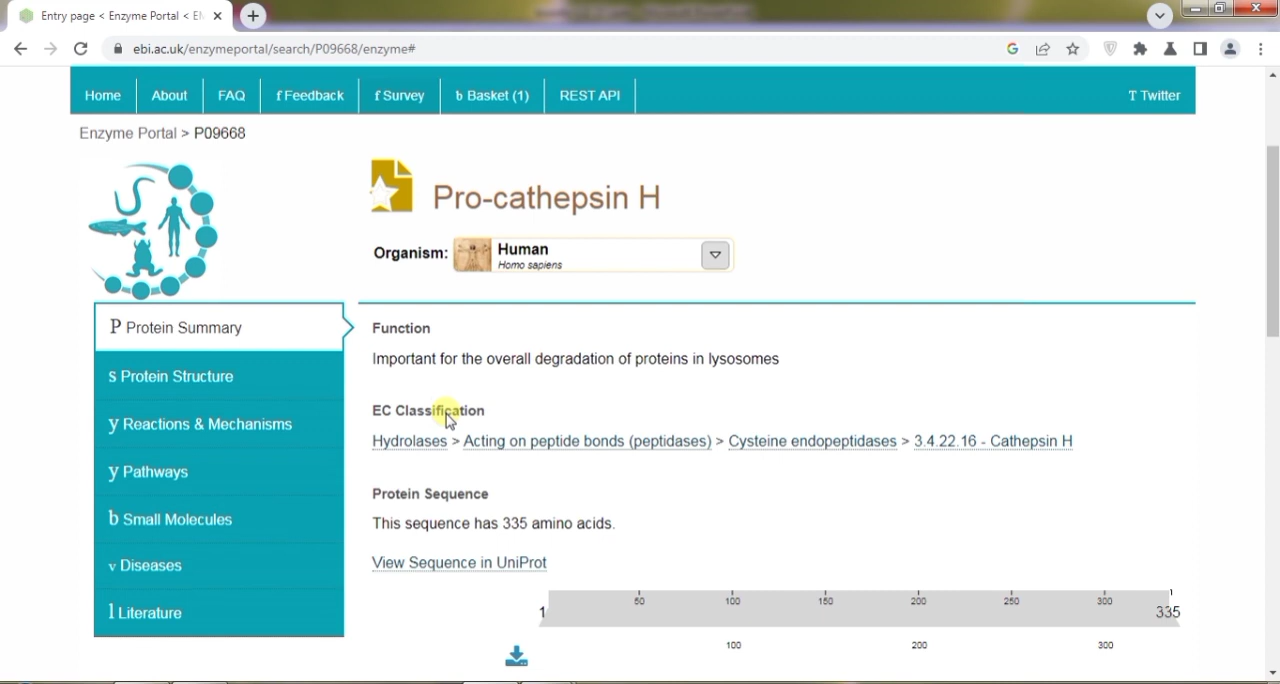 Entry page < Enzyme Portal < E
ebi.ac.uk/enzymeportal/search/P09668/enzyme#
Home About FAQ f Feedback f Survey b Basket (1) REST API T Twitter
Enzyme Portal > P09668
Pro-cathepsin H
Organism: Human
Homo sapiens
P Protein Summary
s Protein Structure
y Reactions & Mechanisms
y Pathways
b Small Molecules
v Diseases
l Literature
Function
Important for the overall degradation of proteins in lysosomes
EC Classification
Hydrolases > Acting on peptide bonds (peptidases) > Cysteine endopeptidases > 3.4.22.16 - Cathepsin H
Protein Sequence
This sequence has 335 amino acids.
View Sequence in UniProt
50 100 150 200 250 300
1 335
100 200 300